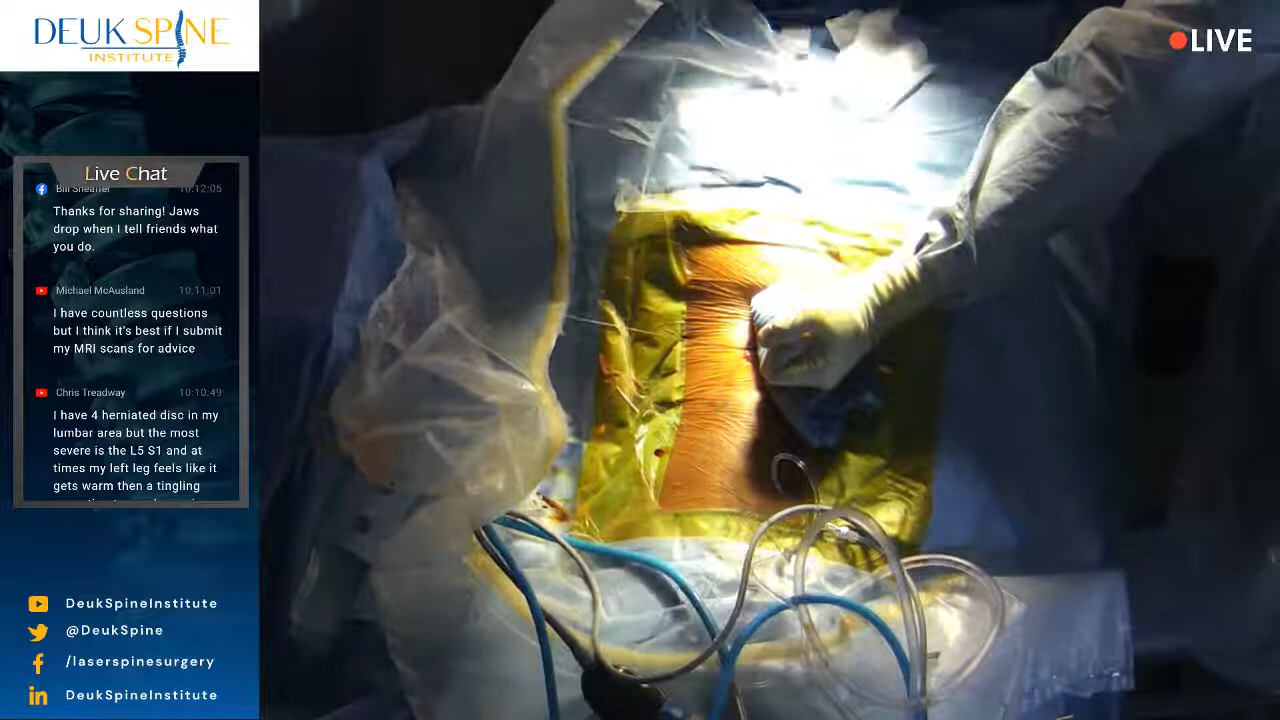 DEUK SPINE
INSTITUTE
LIVE
Live Chat
Bill Sheaffer 10:12:05
Thanks for sharing! Jaws
drop when I tell friends what
you do.
Michael McAusland 10:11:01
I have countless questions
but I think it's best if I submit
my MRI scans for advice
Chris Treadway 10:10:49
I have 4 herniated disc in my
lumbar area but the most
severe is the L5 S1 and at
times my left leg feels like it
gets warm then a tingling
DeukSpineInstitute
@DeukSpine
/laserspinesurgery
DeukSpineInstitute